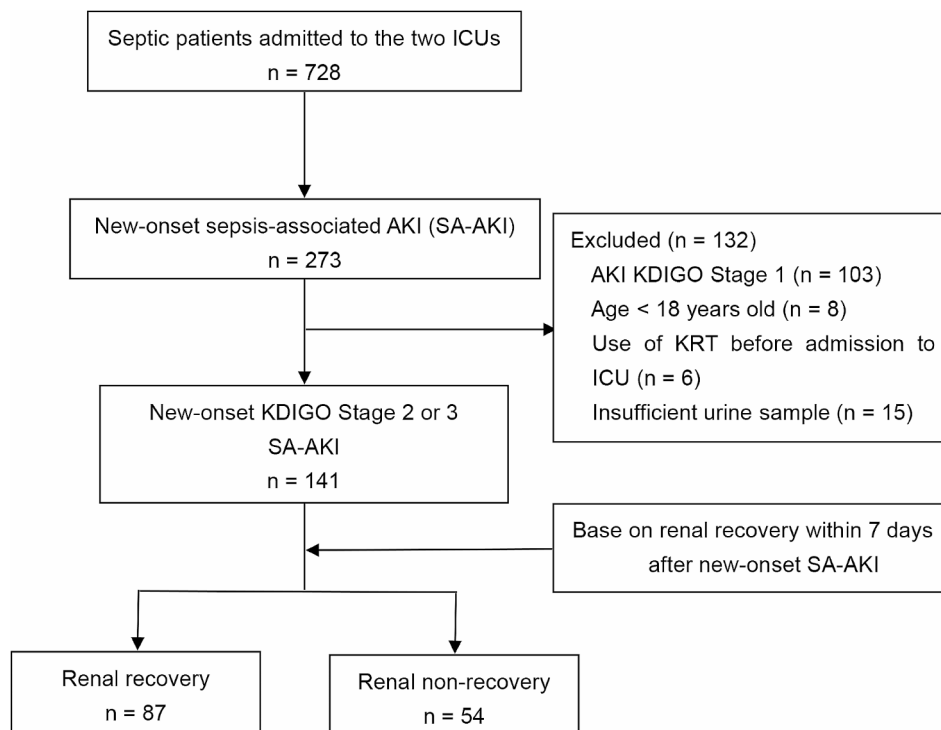 Septic patients admitted to the two ICUs
n = 728
New-onset sepsis-associated AKI (SA-AKI)
n = 273
Excluded (n = 132)
AKI KDIGO Stage 1 (n = 103)
Age < 18 years old (n = 8)
Use of KRT before admission to
ICU (n = 6)
Insufficient urine sample (n = 15)
New-onset KDIGO Stage 2 or 3
SA-AKI
n = 141
Base on renal recovery within 7 days
after new-onset SA-AKI
Renal recovery
n = 87
Renal non-recovery
n = 54